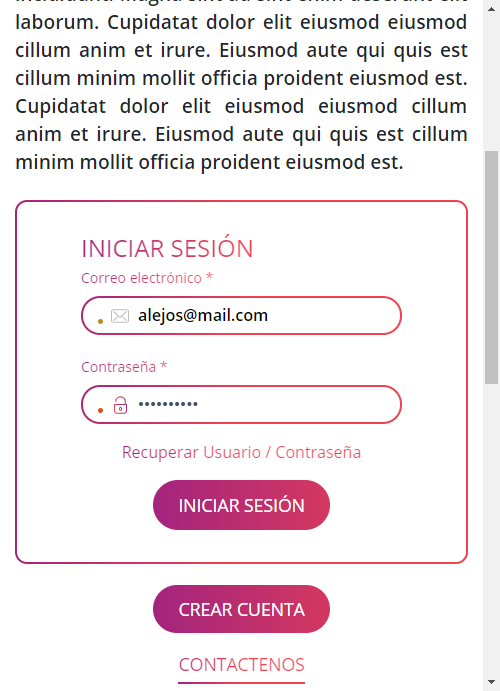 laborum. Cupidatat dolor elit eiusmod eiusmod
cillum anim et irure. Eiusmod aute qui quis est
cillum minim mollit officia proident eiusmod est.
Cupidatat dolor elit eiusmod eiusmod cillum
anim et irure. Eiusmod aute qui quis est cillum
minim mollit officia proident eiusmod est.
INICIAR SESIÓN
Correo electrónico *
alejos@mail.com
Contraseña *
••••••••••
Recuperar Usuario / Contraseña
INICIAR SESIÓN
CREAR CUENTA
CONTACTENOS